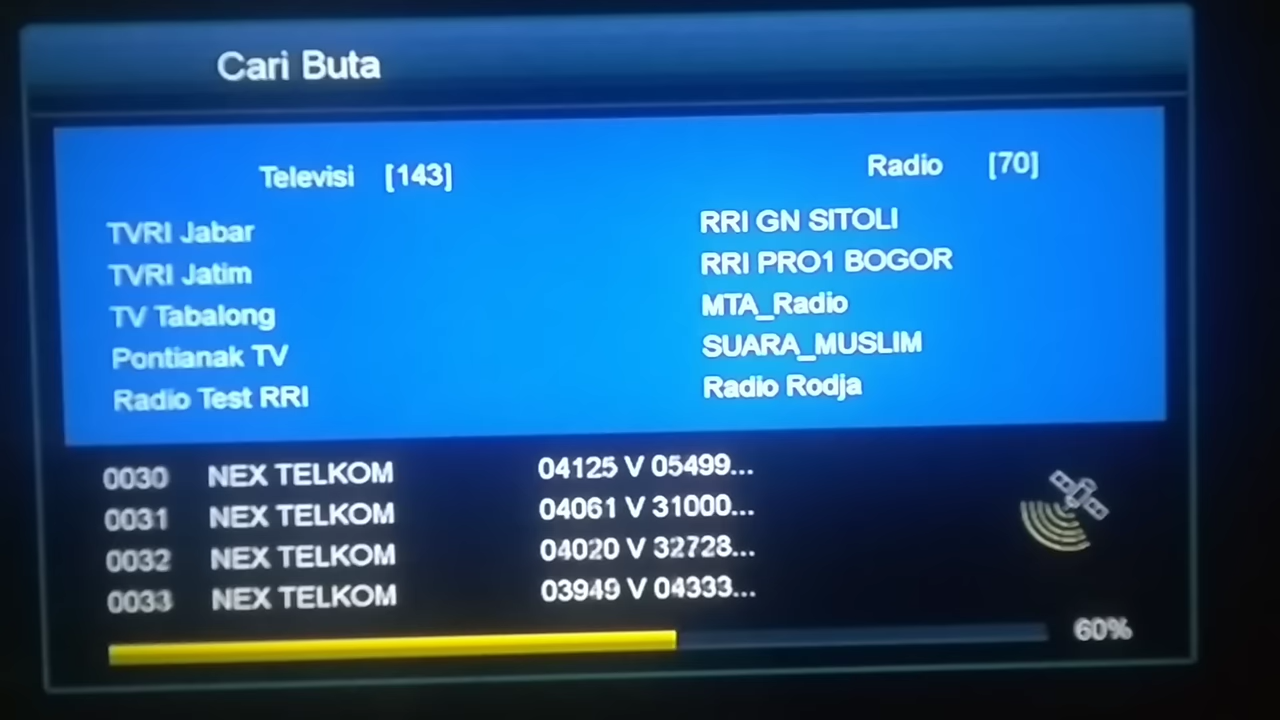 Cari Buta
Televisi [143]
TVRI Jabar
TVRI Jatim
TV Tabalong
Pontianak TV
Radio Test RRI
Radio [70]
RRI GN SITOLI
RRI PRO1 BOGOR
MTA_Radio
SUARA_MUSLIM
Radio Rodja
0030 NEX TELKOM 04125 V 05499...
0031 NEX TELKOM 04061 V 31000...
0032 NEX TELKOM 04020 V 32728...
0033 NEX TELKOM 03949 V 04333...
60%